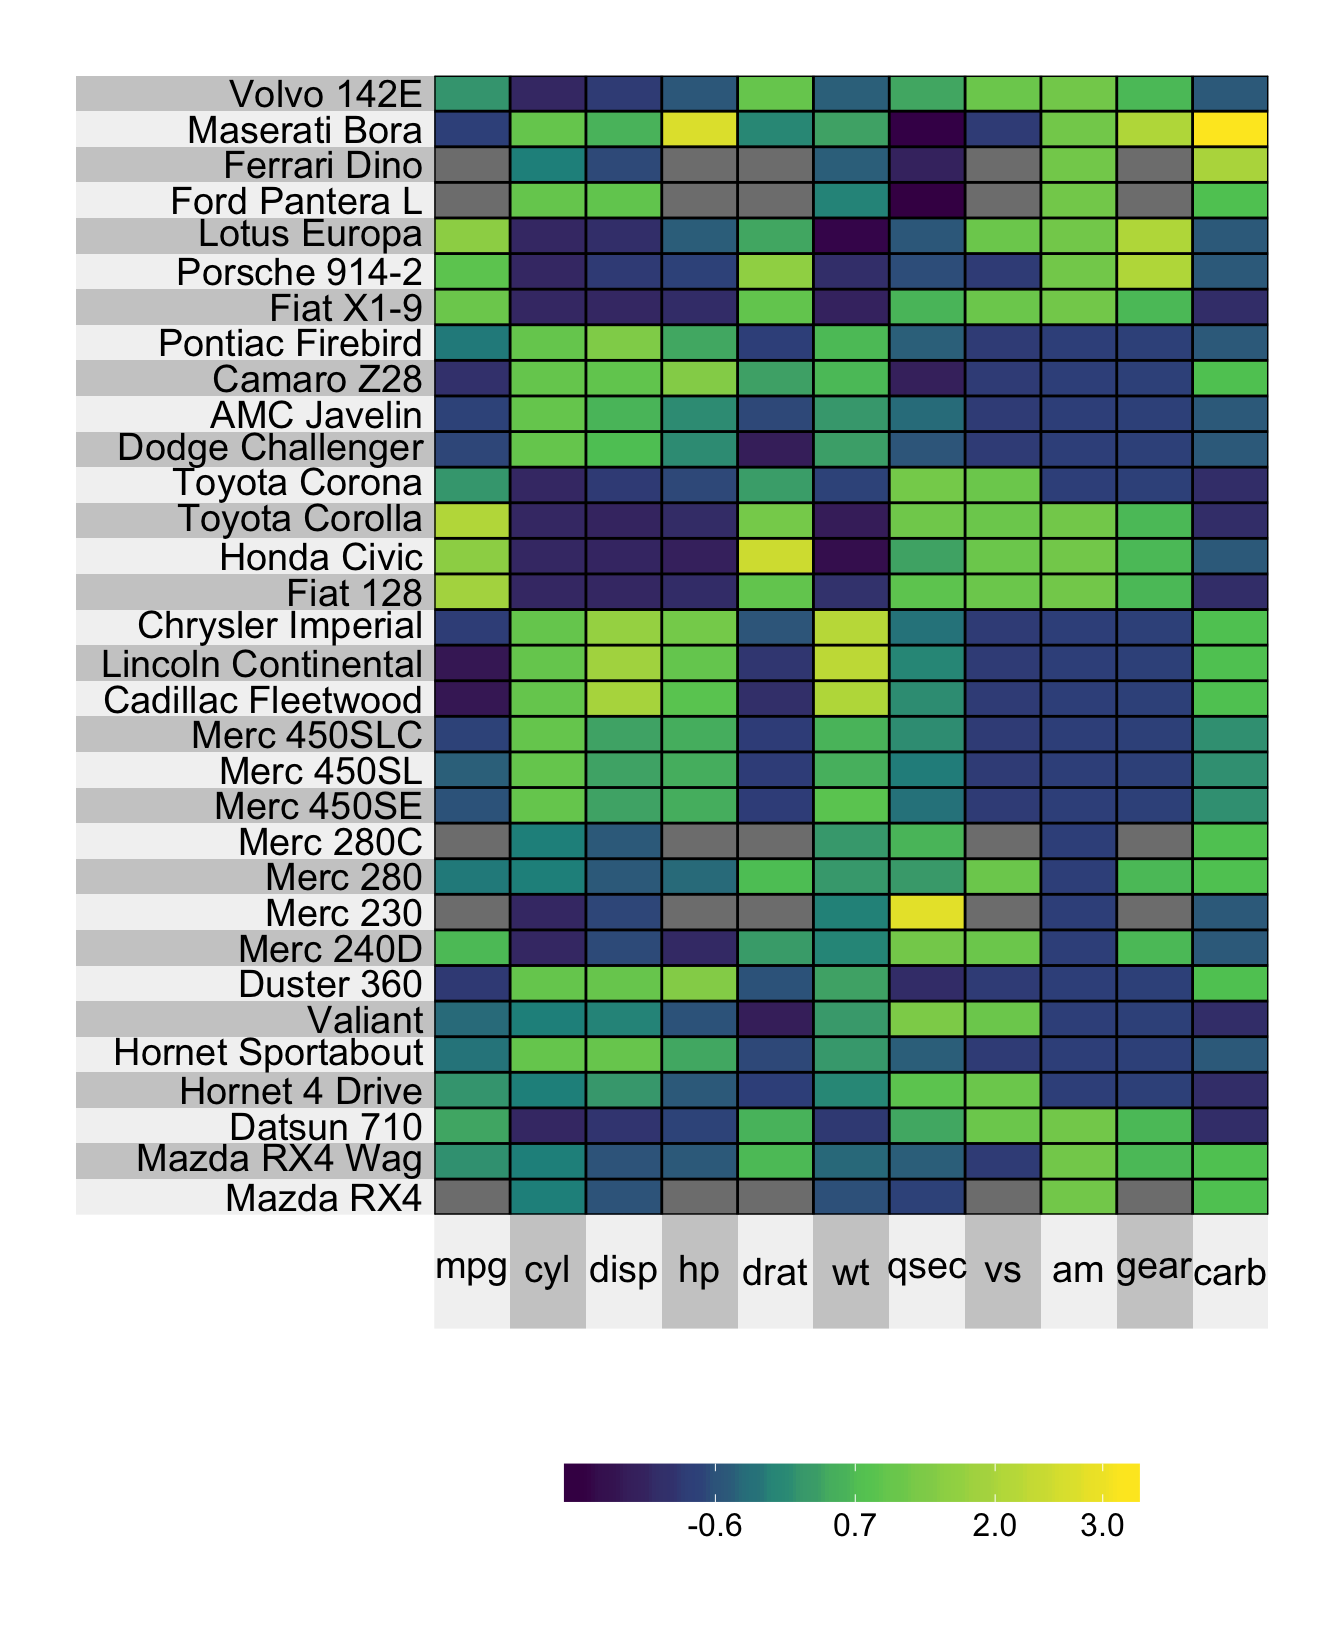 Volvo 142E
Maserati Bora
Ferrari Dino
Ford Pantera L
Lotus Europa
Porsche 914-2
Fiat X1-9
Pontiac Firebird
Camaro Z28
AMC Javelin
Dodge Challenger
Toyota Corona
Toyota Corolla
Honda Civic
Fiat 128
Chrysler Imperial
Lincoln Continental
Cadillac Fleetwood
Merc 450SLC
Merc 450SL
Merc 450SE
Merc 280C
Merc 280
Merc 230
Merc 240D
Duster 360
Valiant
Hornet Sportabout
Hornet 4 Drive
Datsun 710
Mazda RX4 Wag
Mazda RX4
mpg cyl disp hp drat wt qsec vs am gear carb
-0.6 0.7 2.0 3.0